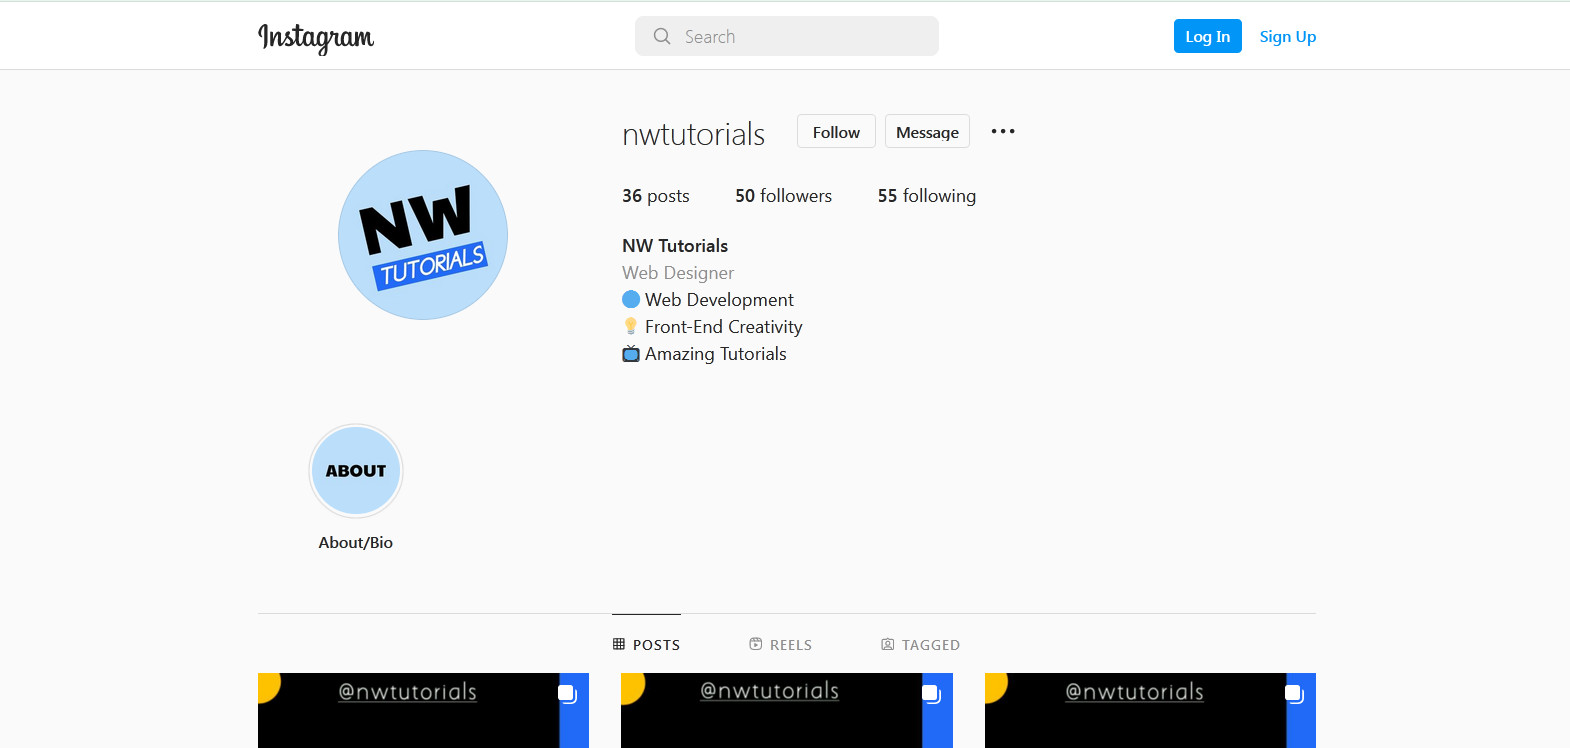 Instagram
Search
Log In
Sign Up
nwtutorials
Follow
Message
36 posts
50 followers
55 following
NW
TUTORIALS
NW Tutorials
Web Designer
Web Development
Front-End Creativity
Amazing Tutorials
ABOUT
About/Bio
POSTS
REELS
TAGGED
@nwtutorials
@nwtutorials
@nwtutorials